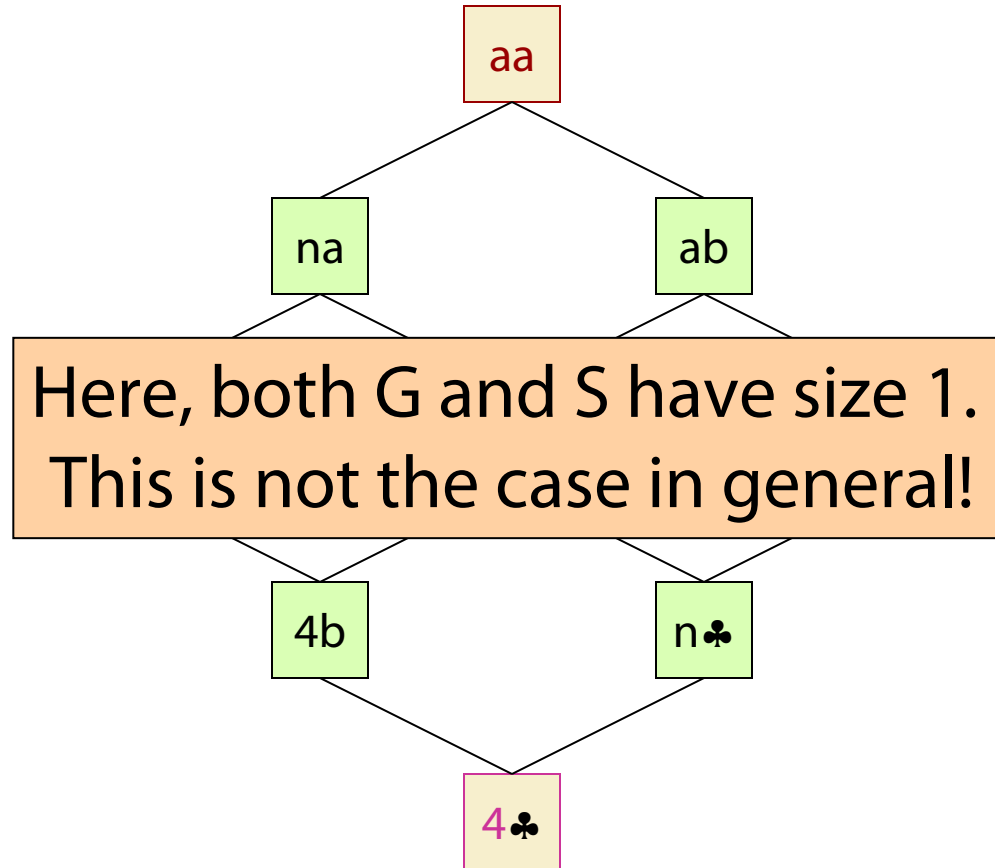 aa
na ab
Here, both G and S have size 1.
This is not the case in general!
4b n♣
4♣